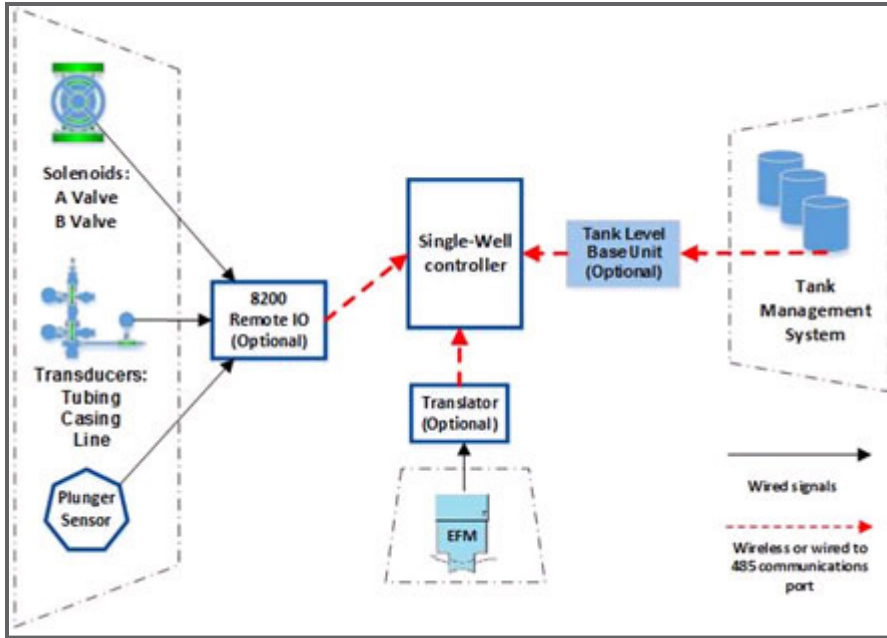 Solenoids:
A Valve
B Valve
Transducers:
Tubing
Casing
Line
Plunger
Sensor
8200
Remote IO
(Optional)
Single-Well
controller
Translator
(Optional)
EFM
Tank Level
Base Unit
(Optional)
Tank
Management
System
Wired signals
Wireless or wired to
485 communications
port